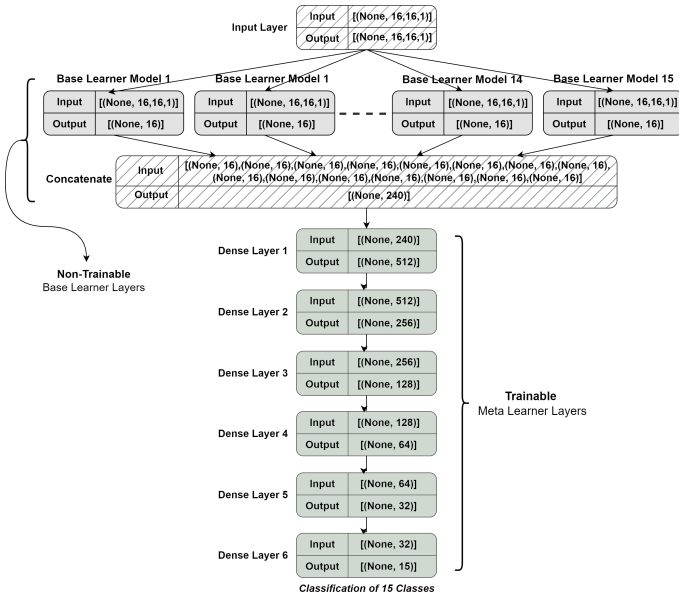 Input Layer
Input [(None, 16,16,1)]
Output [(None, 16,16,1)]
Base Learner Model 1
Input [(None, 16,16,1)]
Output [(None, 16)]
Base Learner Model 1
Input [(None, 16,16,1)]
Output [(None, 16)]
Base Learner Model 14
Input [(None, 16,16,1)]
Output [(None, 16)]
Base Learner Model 15
Input [(None, 16,16,1)]
Output [(None, 16)]
Concatenate
Input [(None, 16),(None, 16),(None, 16),(None, 16),(None, 16),(None, 16),(None, 16),(None, 16),
(None, 16),(None, 16),(None, 16),(None, 16),(None, 16),(None, 16),(None, 16)]
Output [(None, 240)]
Non-Trainable
Base Learner Layers
Dense Layer 1
Input [(None, 240)]
Output [(None, 512)]
Dense Layer 2
Input [(None, 512)]
Output [(None, 256)]
Dense Layer 3
Input [(None, 256)]
Output [(None, 128)]
Trainable
Meta Learner Layers
Dense Layer 4
Input [(None, 128)]
Output [(None, 64)]
Dense Layer 5
Input [(None, 64)]
Output [(None, 32)]
Dense Layer 6
Input [(None, 32)]
Output [(None, 15)]
Classification of 15 Classes